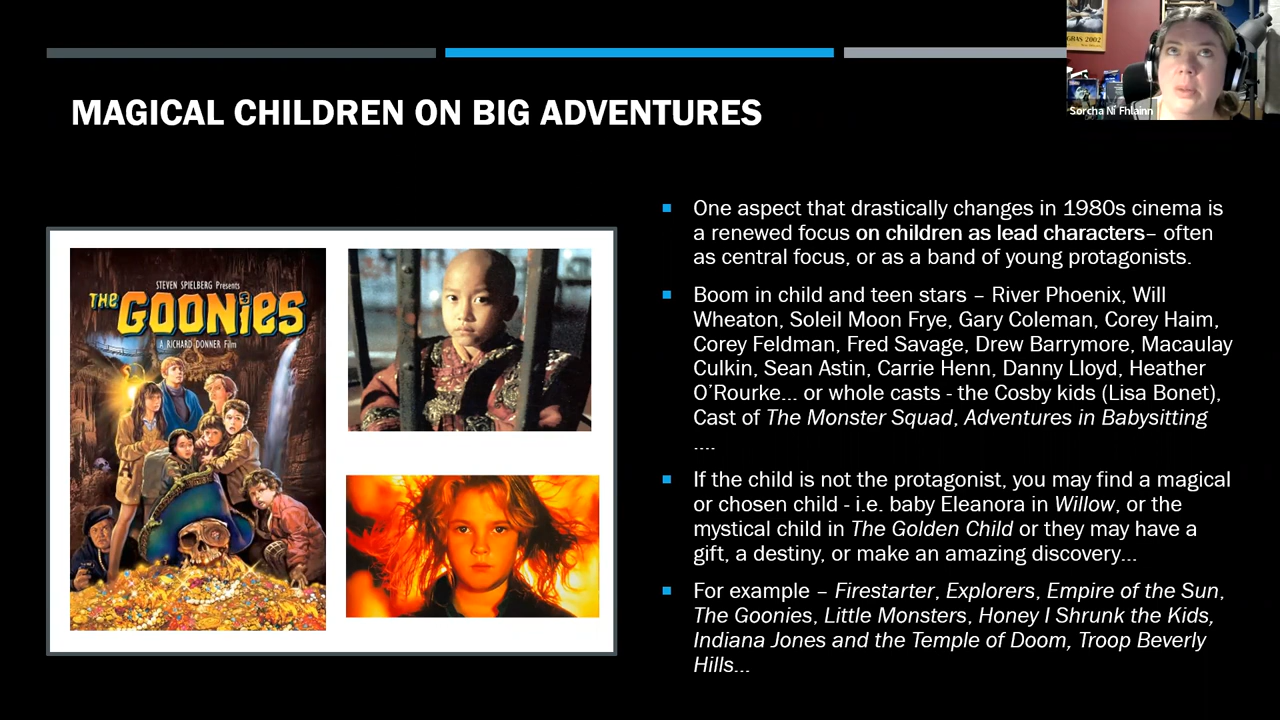 GRAS 2002
Sorcha Ní Fhlainn
MAGICAL CHILDREN ON BIG ADVENTURES
STEVEN SPIELBERG Presents
THE GOONIES
A RICHARD DONNER Film
One aspect that drastically changes in 1980s cinema is
a renewed focus on children as lead characters– often
as central focus, or as a band of young protagonists.
Boom in child and teen stars – River Phoenix, Will
Wheaton, Soleil Moon Frye, Gary Coleman, Corey Haim,
Corey Feldman, Fred Savage, Drew Barrymore, Macaulay
Culkin, Sean Astin, Carrie Henn, Danny Lloyd, Heather
O'Rourke... or whole casts - the Cosby kids (Lisa Bonet),
Cast of The Monster Squad, Adventures in Babysitting
....
If the child is not the protagonist, you may find a magical
or chosen child - i.e. baby Eleanora in Willow, or the
mystical child in The Golden Child or they may have a
gift, a destiny, or make an amazing discovery...
For example – Firestarter, Explorers, Empire of the Sun,
The Goonies, Little Monsters, Honey I Shrunk the Kids,
Indiana Jones and the Temple of Doom, Troop Beverly
Hills...